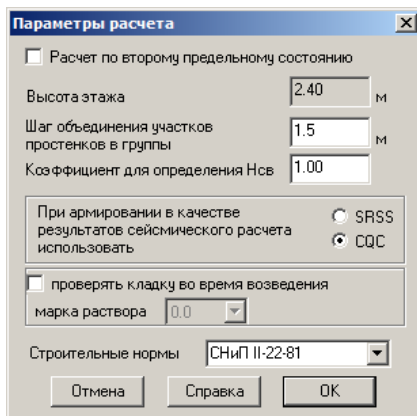 Параметры расчета
Расчет по второму предельному состоянию
Высота этажа 2.40 м
Шаг объединения участков
простенков в группы 1.5 м
Коэффициент для определения Нсв 1.00
При армировании в качестве
результатов сейсмического расчета
использовать
SRSS
CQC
проверять кладку во время возведения
марка раствора 0.0
Строительные нормы СНиП II-22-81
Отмена Справка OK